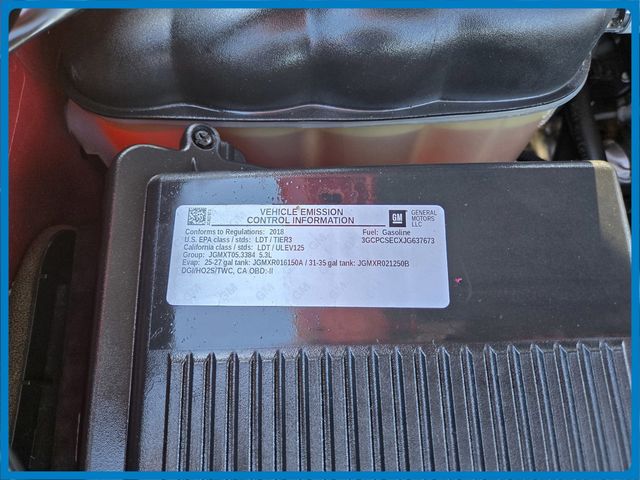 VEHICLE EMISSION
CONTROL INFORMATION
GM
GENERAL
MOTORS
LLC
Conforms to Regulations: 2018
Fuel: Gasoline
U.S. EPA class / stds: LDT / TIER3
3GCPCSECXJG637673
California class / stds: LDT / ULEV125
Group: JGMXT05.3384 5.3L
Evap: 25-27 gal tank: JGMXR016150A / 31-35 gal tank: JGMXR021250B
DGI/HO2S/TWC, CA OBD: II